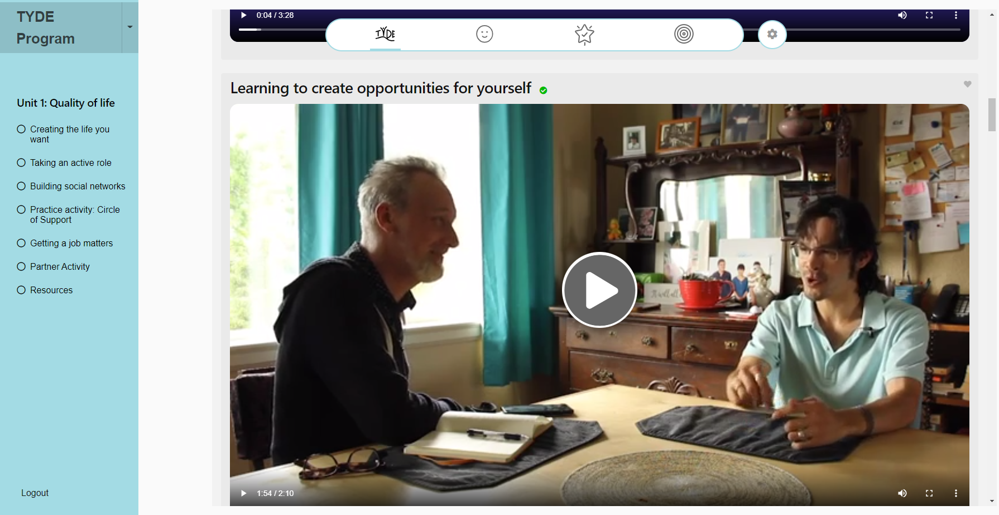 TYDE
Program
Unit 1: Quality of life
Creating the life you
want
Taking an active role
Building social networks
Practice activity: Circle
of Support
Getting a job matters
Partner Activity
Resources
Logout
0:04 / 3:28
TYDE
Learning to create opportunities for yourself
1:54 / 2:10